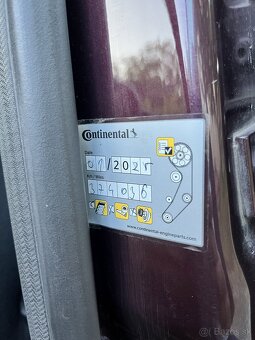 Continental
Date
01/2025
km / Miles
374036
www.continental-engineparts.com
© Bazos.sk